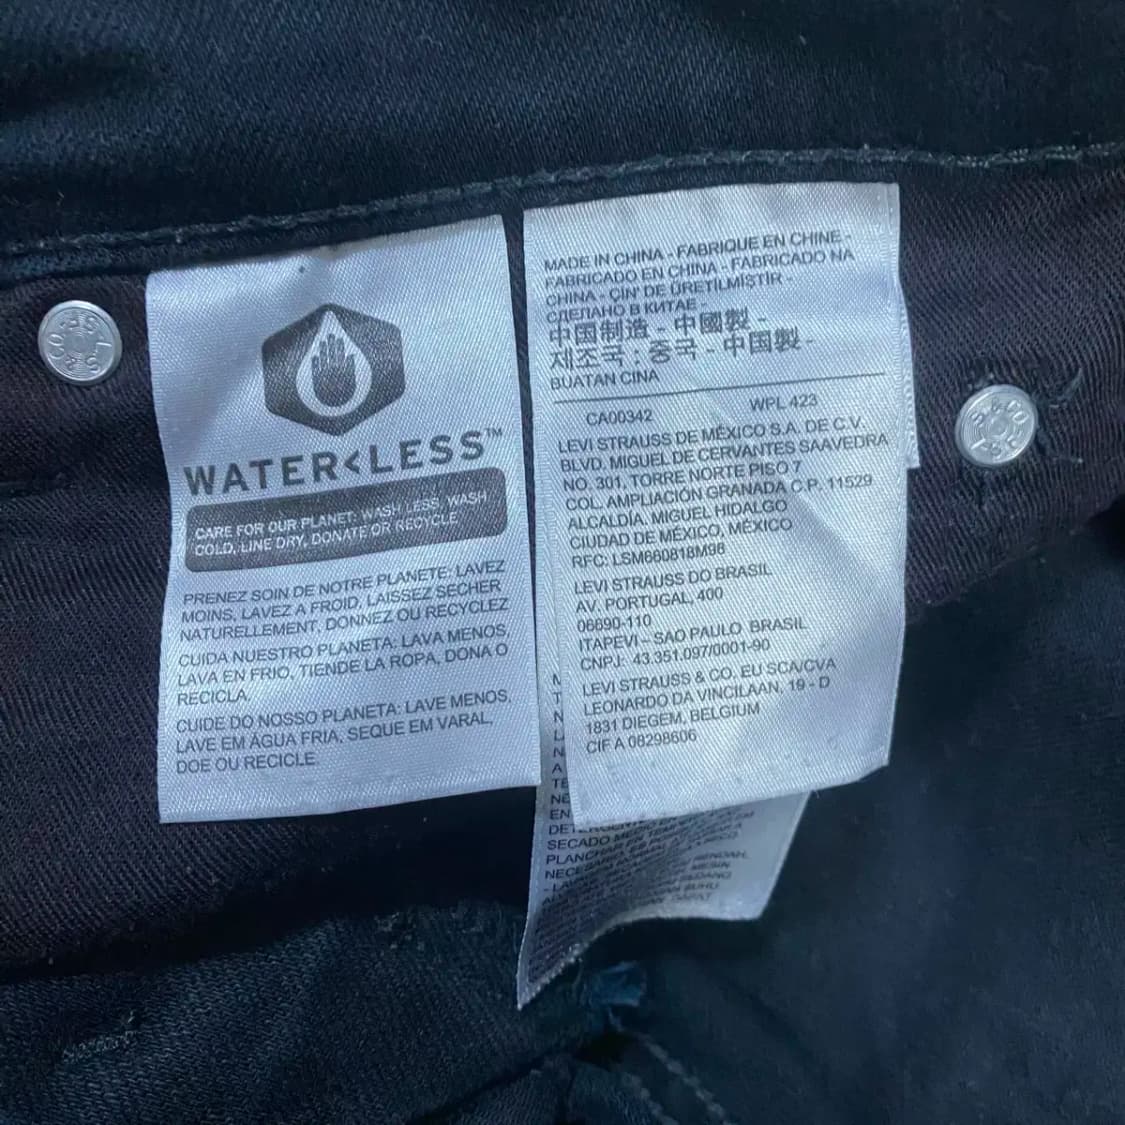 WATER<LESS™
CARE FOR OUR PLANET: WASH LESS, WASH
COLD, LINE DRY, DONATE OR RECYCLE
PRENEZ SOIN DE NOTRE PLANETE: LAVEZ
MOINS, LAVEZ A FROID, LAISSEZ SECHER
NATURELLEMENT, DONNEZ OU RECYCLEZ
CUIDA NUESTRO PLANETA: LAVA MENOS,
LAVA EN FRIO, TIENDE LA ROPA, DONA O
RECICLA.
CUIDE DO NOSSO PLANETA: LAVE MENOS,
LAVE EM ÁGUA FRIA, SEQUE EM VARAL,
DOE OU RECICLE
MADE IN CHINA - FABRIQUE EN CHINE -
FABRICADO EN CHINA - FABRICADO NA
CHINA - ÇIN' DE ÜRETİLMİŞTİR -
СДЕЛАНО В КИТАЕ -
中国制造 - 中國製 -
제조국 : 중국 - 中国製 -
BUATAN CINA
CA00342 WPL 423
LEVI STRAUSS DE MÉXICO S.A. DE C.V.
BLVD. MIGUEL DE CERVANTES SAAVEDRA
NO. 301, TORRE NORTE PISO 7
COL. AMPLIACIÓN GRANADA C.P. 11529
ALCALDÍA. MIGUEL HIDALGO
CIUDAD DE MÉXICO, MÉXICO
RFC: LSM660818M98
LEVI STRAUSS DO BRASIL
AV. PORTUGAL, 400
06690-110
ITAPEVI – SAO PAULO BRASIL
CNPJ: 43.351.097/0001-90
LEVI STRAUSS & CO. EU SCA/CVA
LEONARDO DA VINCILAAN, 19 - D
1831 DIEGEM, BELGIUM
CIF A 08298606
SECADO
PLANCHAR